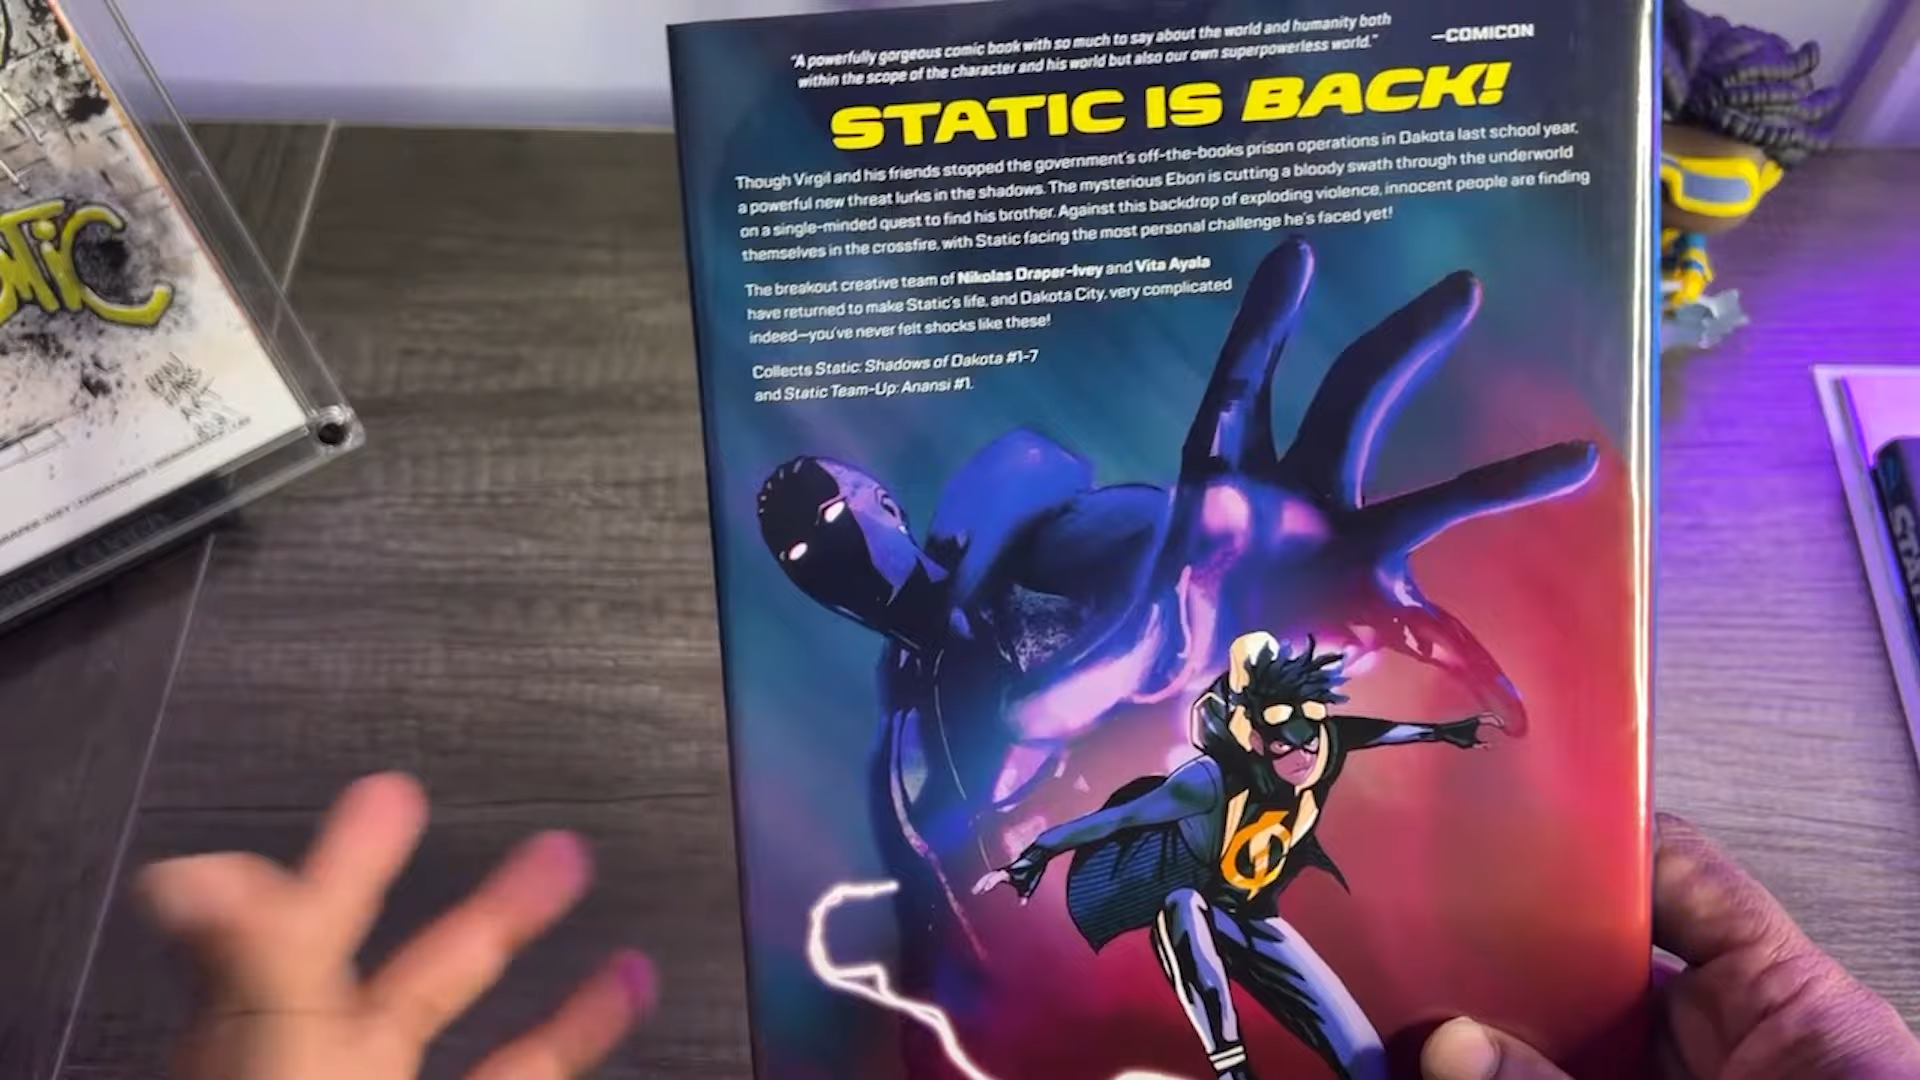 "A powerfully gorgeous comic book with so much to say about the world and humanity both
within the scope of the character and his world but also our own superpowerless world."
—COMICON
STATIC IS BACK!
Though Virgil and his friends stopped the government's off-the-books prison operations in Dakota last school year,
a powerful new threat lurks in the shadows. The mysterious Ebon is cutting a bloody swath through the underworld
on a single-minded quest to find his brother. Against this backdrop of exploding violence, innocent people are finding
themselves in the crossfire, with Static facing the most personal challenge he's faced yet!
The breakout creative team of Nikolas Draper-Ivey and Vita Ayala
have returned to make Static's life, and Dakota City, very complicated
indeed—you've never felt shocks like these!
Collects Static: Shadows of Dakota #1-7
and Static Team-Up: Anansi #1.